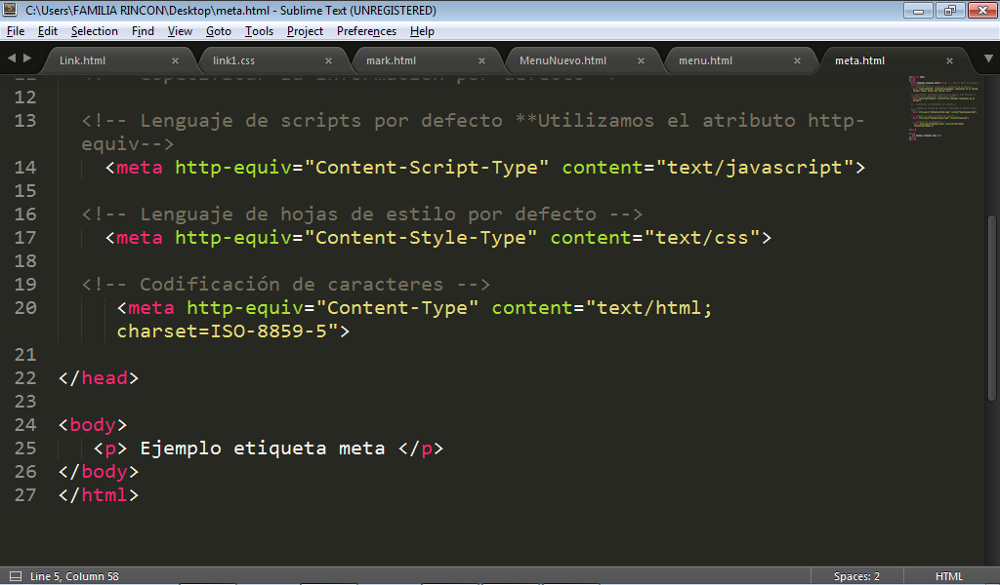 C:\Users\FAMILIA RINCON\Desktop\meta.html - Sublime Text (UNREGISTERED)
File Edit Selection Find View Goto Tools Project Preferences Help
Link.html link1.css mark.html MenuNuevo.html menu.html meta.html
12
13 <!-- Lenguaje de scripts por defecto **Utilizamos el atributo http-
equiv-->
14 <meta http-equiv="Content-Script-Type" content="text/javascript">
15
16 <!-- Lenguaje de hojas de estilo por defecto -->
17 <meta http-equiv="Content-Style-Type" content="text/css">
18
19 <!-- Codificación de caracteres -->
20 <meta http-equiv="Content-Type" content="text/html;
charset=ISO-8859-5">
21
22 </head>
23
24 <body>
25 <p> Ejemplo etiqueta meta </p>
26 </body>
27 </html>
Line 5, Column 58 Spaces: 2 HTML